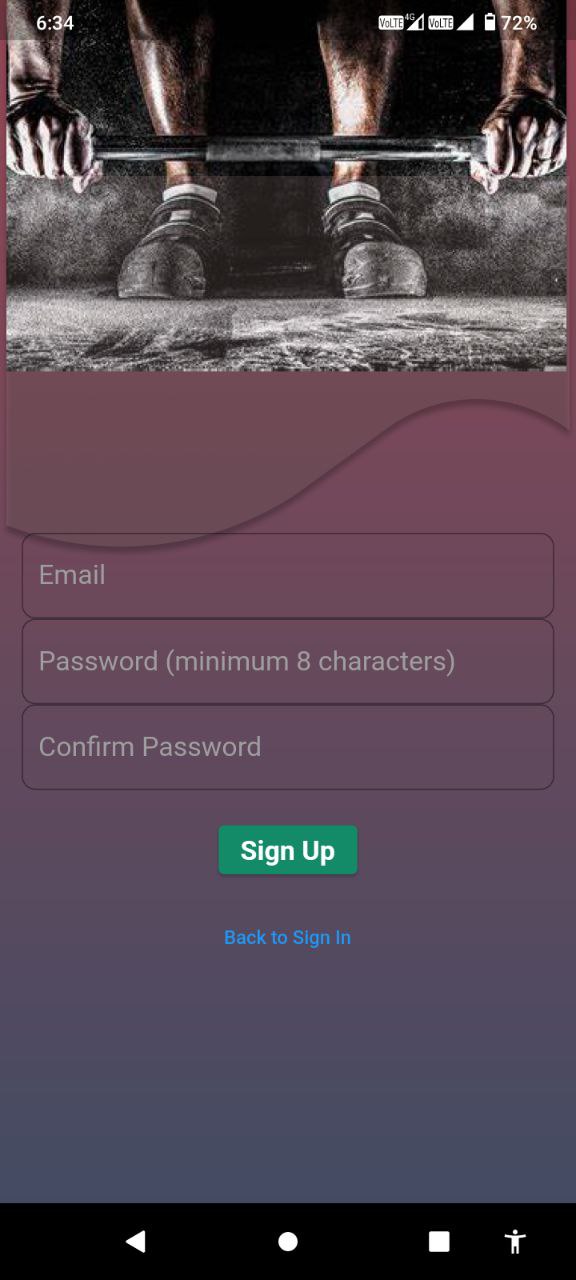 6:34 VoLTE 4G VoLTE 72%
Email
Password (minimum 8 characters)
Confirm Password
Sign Up
Back to Sign In